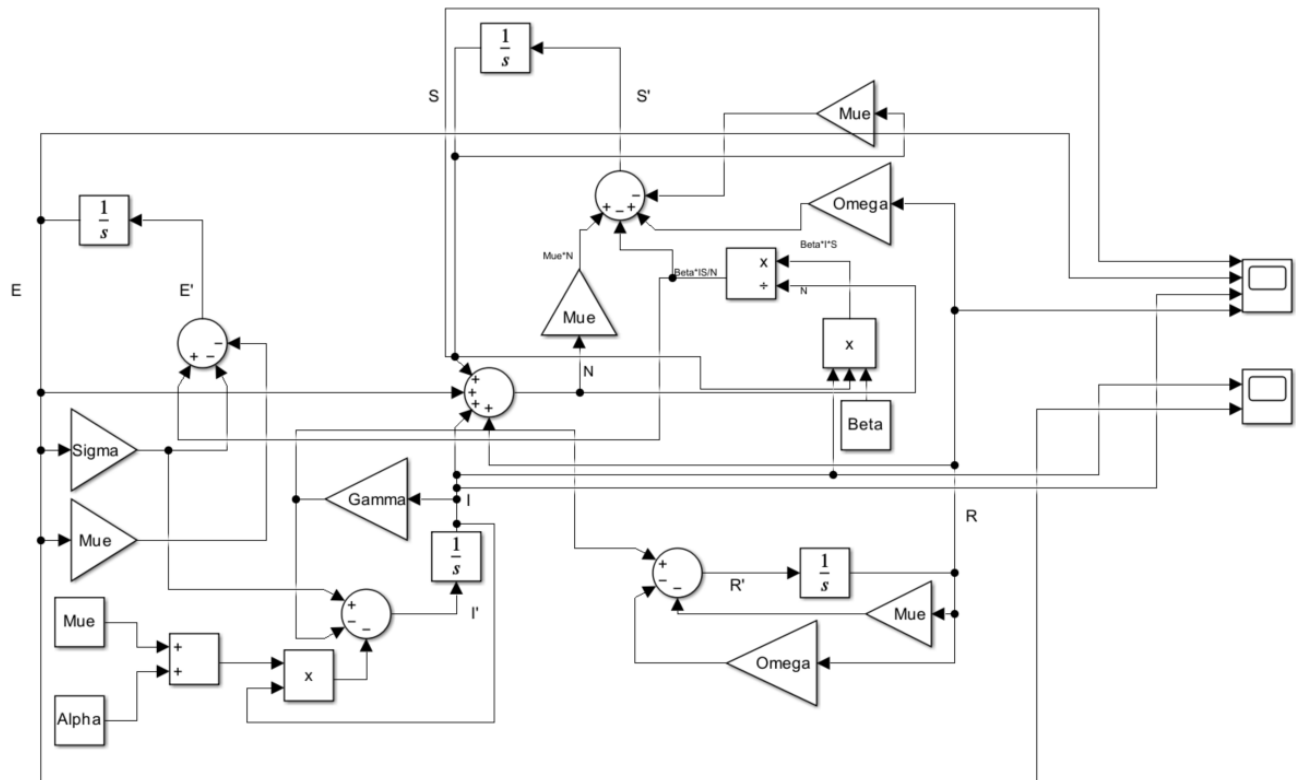 1
s
S
S'
Mue
1
s
+
−
+
−
Omega
Beta*I*S
Mue*N
Beta*IS/N
x
÷
N
E
E'
+
−
−
Mue
x
N
+
+
+
+
Beta
Sigma
Gamma
I
R
Mue
1
s
+
−
−
R'
1
s
Mue
+
−
−
I'
Mue
+
+
x
Omega
Alpha